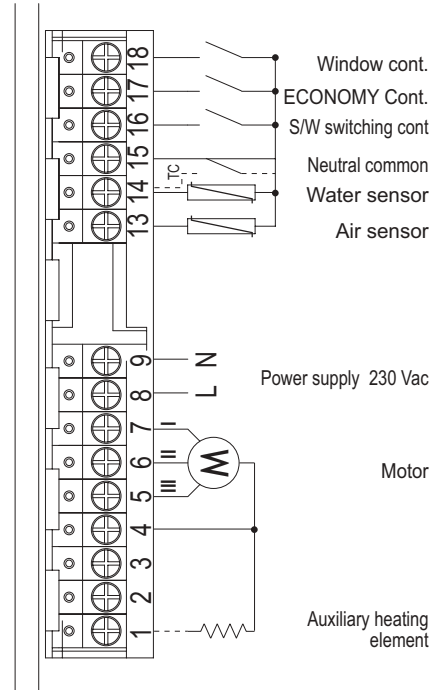 18
Window cont.
17
ECONOMY Cont.
16
S/W switching cont
15
Neutral common
TC
14
Water sensor
13
Air sensor
9 N
8 L
Power supply 230 Vac
7 I
6 II M
5 III
Motor
4
3
2
1
Auxiliary heating
element